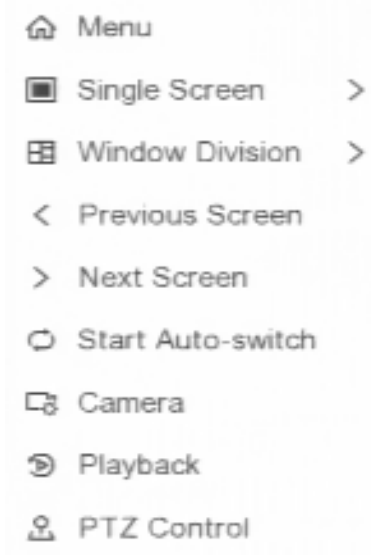 Menu
Single Screen
Window Division
Previous Screen
Next Screen
Start Auto-switch
Camera
Playback
PTZ Control